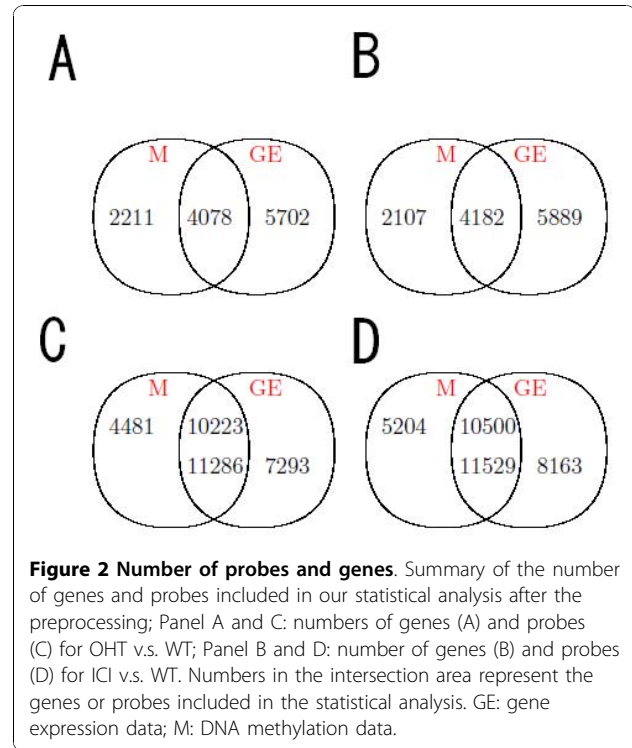 A
B
M GE
2211 4078 5702
M GE
2107 4182 5889
C
D
M GE
4481 10223
11286 7293
M GE
5204 10500
11529 8163
Figure 2 Number of probes and genes. Summary of the number
of genes and probes included in our statistical analysis after the
preprocessing; Panel A and C: numbers of genes (A) and probes
(C) for OHT v.s. WT; Panel B and D: number of genes (B) and probes
(D) for ICI v.s. WT. Numbers in the intersection area represent the
genes or probes included in the statistical analysis. GE: gene
expression data; M: DNA methylation data.